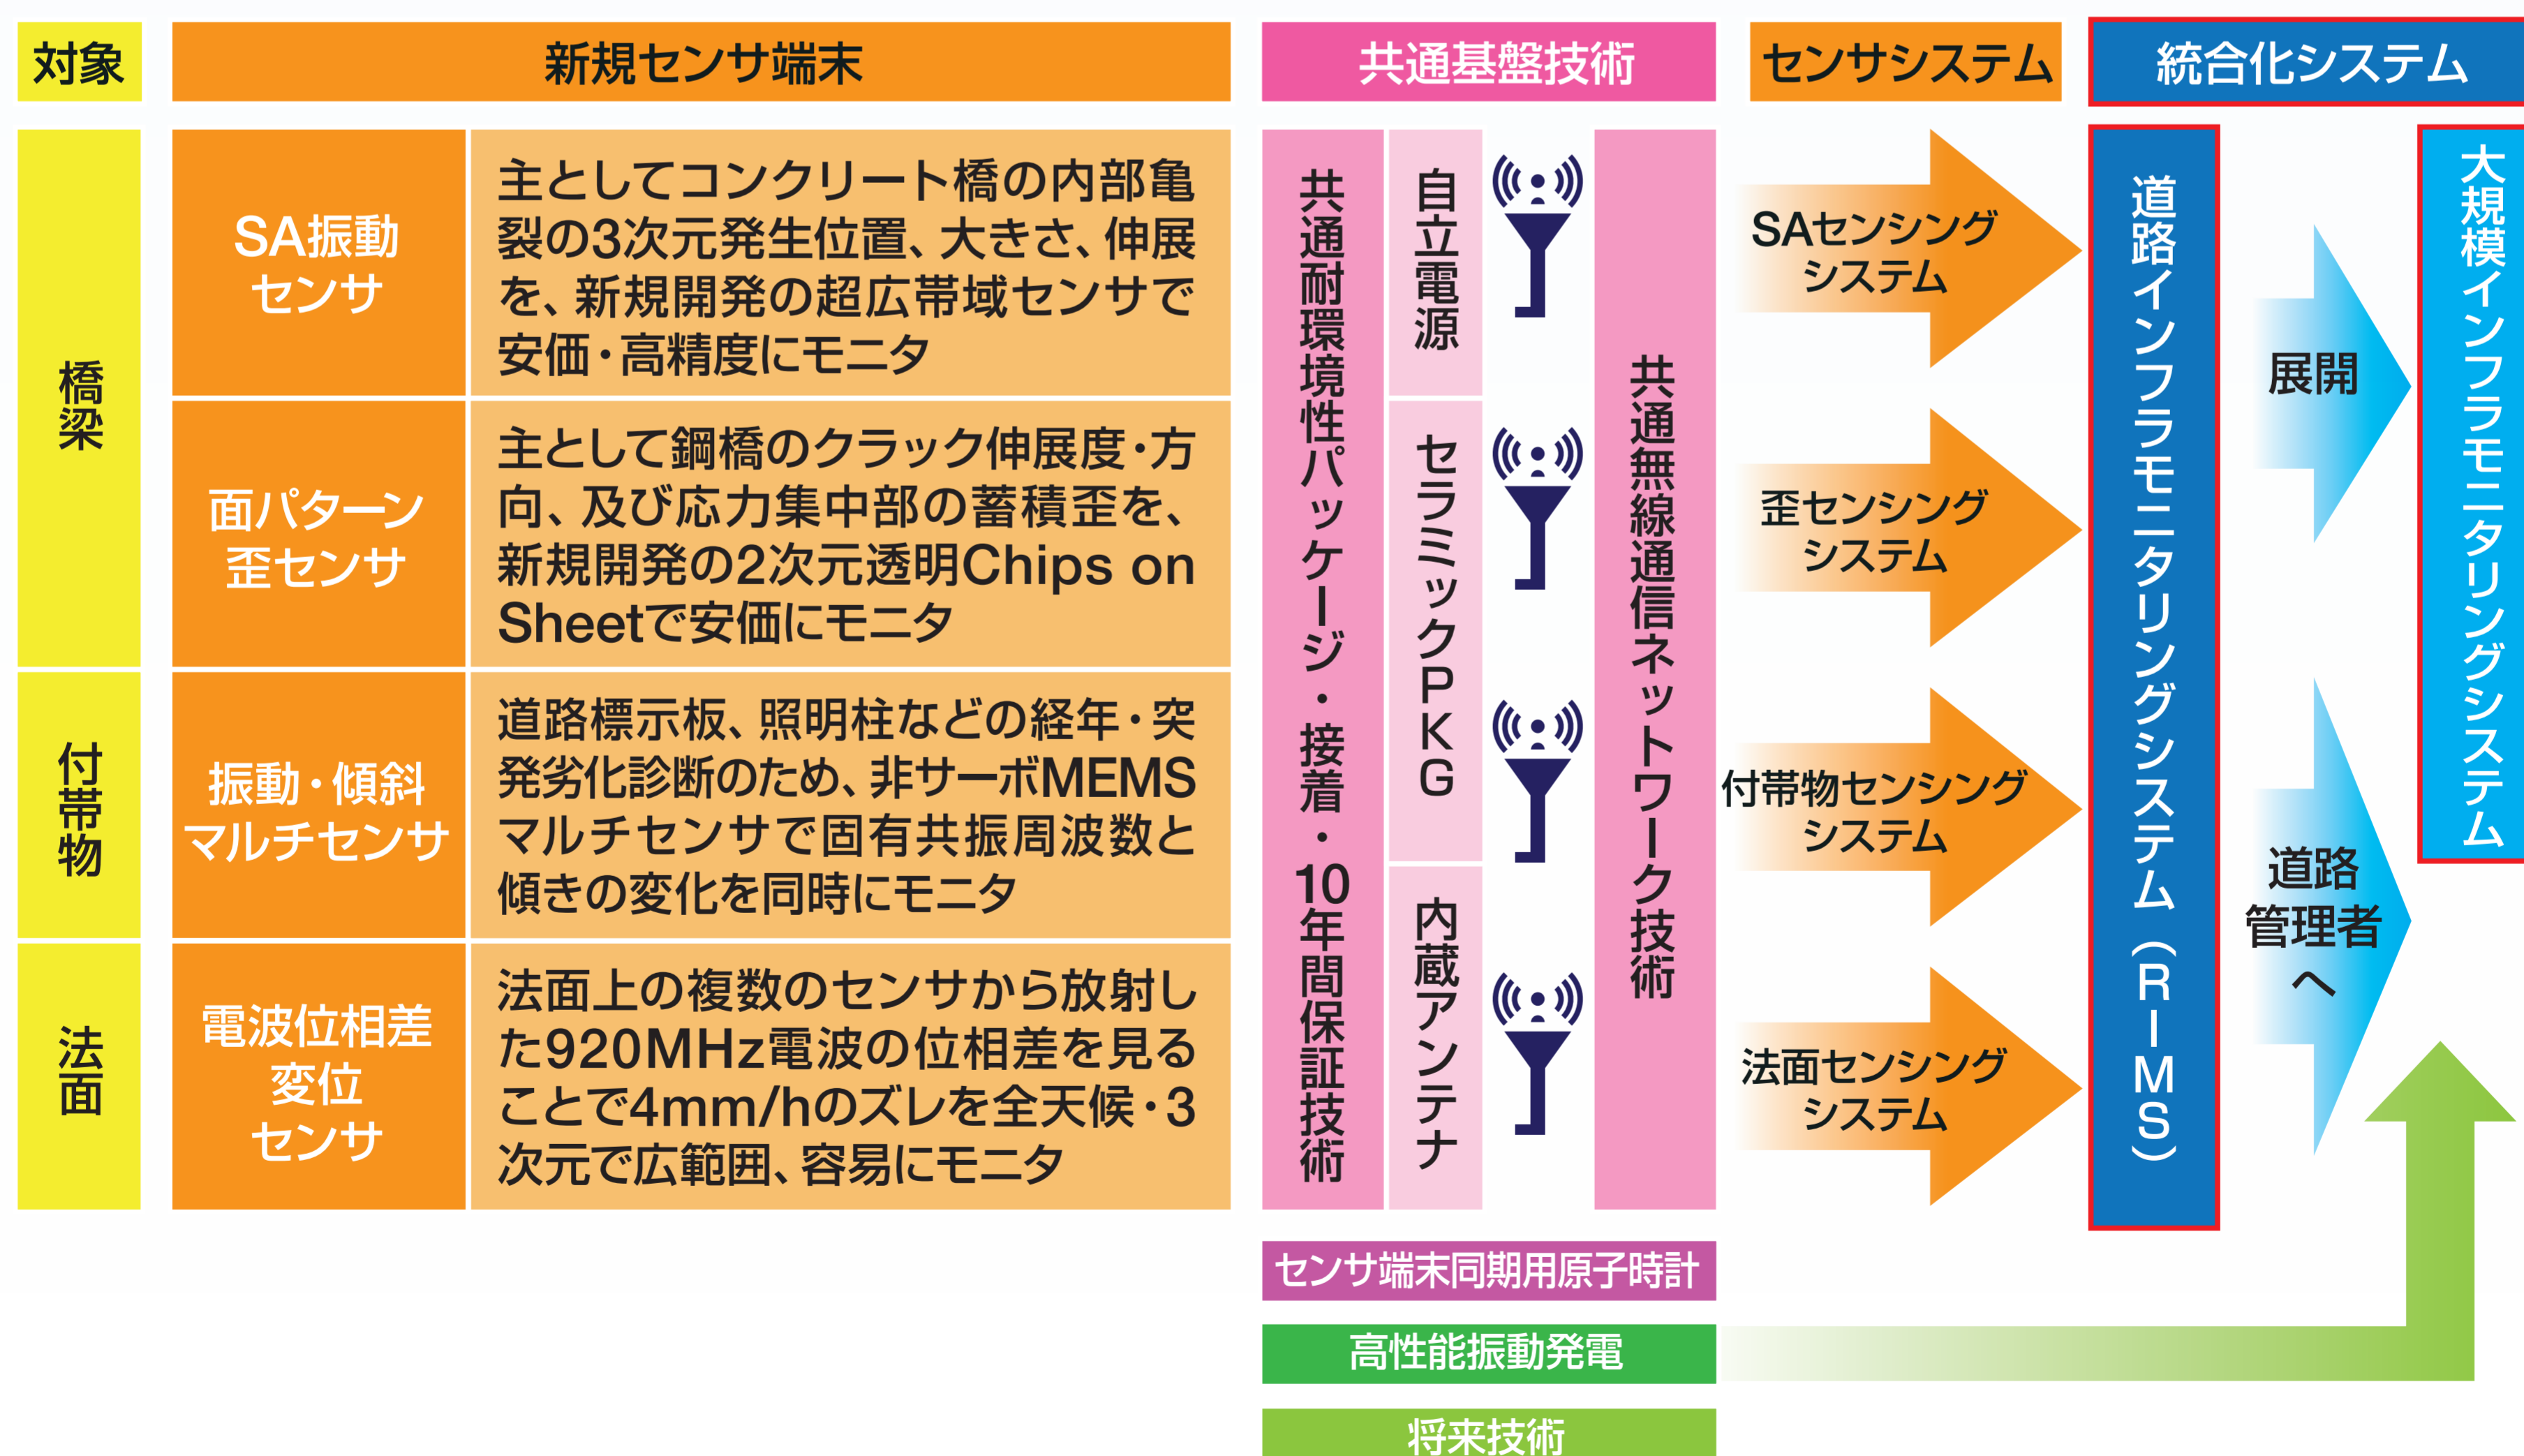 対象
新規センサ端末
共通基盤技術
センサシステム
統合化システム
橋梁
SA振動
センサ
主としてコンクリート橋の内部亀
裂の3次元発生位置、大きさ、伸展
を、新規開発の超広帯域センサで
安価・高精度にモニタ
面パターン
歪センサ
主として鋼橋のクラック伸展度・方
向、及び応力集中部の蓄積歪を、
新規開発の2次元透明Chips on
Sheetで安価にモニタ
付帯物
振動・傾斜
マルチセンサ
道路標示板、照明柱などの経年・突
発劣化診断のため、非サーボMEMS
マルチセンサで固有共振周波数と
傾きの変化を同時にモニタ
法面
電波位相差
変位
センサ
法面上の複数のセンサから放射し
た920MHz電波の位相差を見る
ことで4mm/hのズレを全天候・3
次元で広範囲、容易にモニタ
共通耐環境性パッケージ・接着・10年間保証技術
自立電源
セラミックPKG
内蔵アンテナ
共通無線通信ネットワーク技術
SAセンシング
システム
歪センシング
システム
付帯物センシング
システム
法面センシング
システム
道路インフラモニタリングシステム（RIMS）
展開
道路
管理者
へ
大規模インフラモニタリングシステム
センサ端末同期用原子時計
高性能振動発電
将来技術